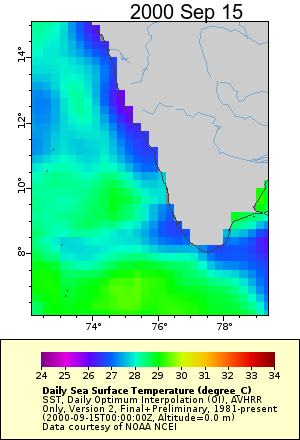 2000 Sep 15
14°
12°
10°
8°
74° 76° 78°
24 25 26 27 28 29 30 31 32 33 34
Daily Sea Surface Temperature (degree_C)
SST, Daily Optimum Interpolation (OI), AVHRR
Only, Version 2, Final+Preliminary, 1981-present
(2000-09-15T00:00:00Z, Altitude=0.0 m)
Data courtesy of NOAA NCEI